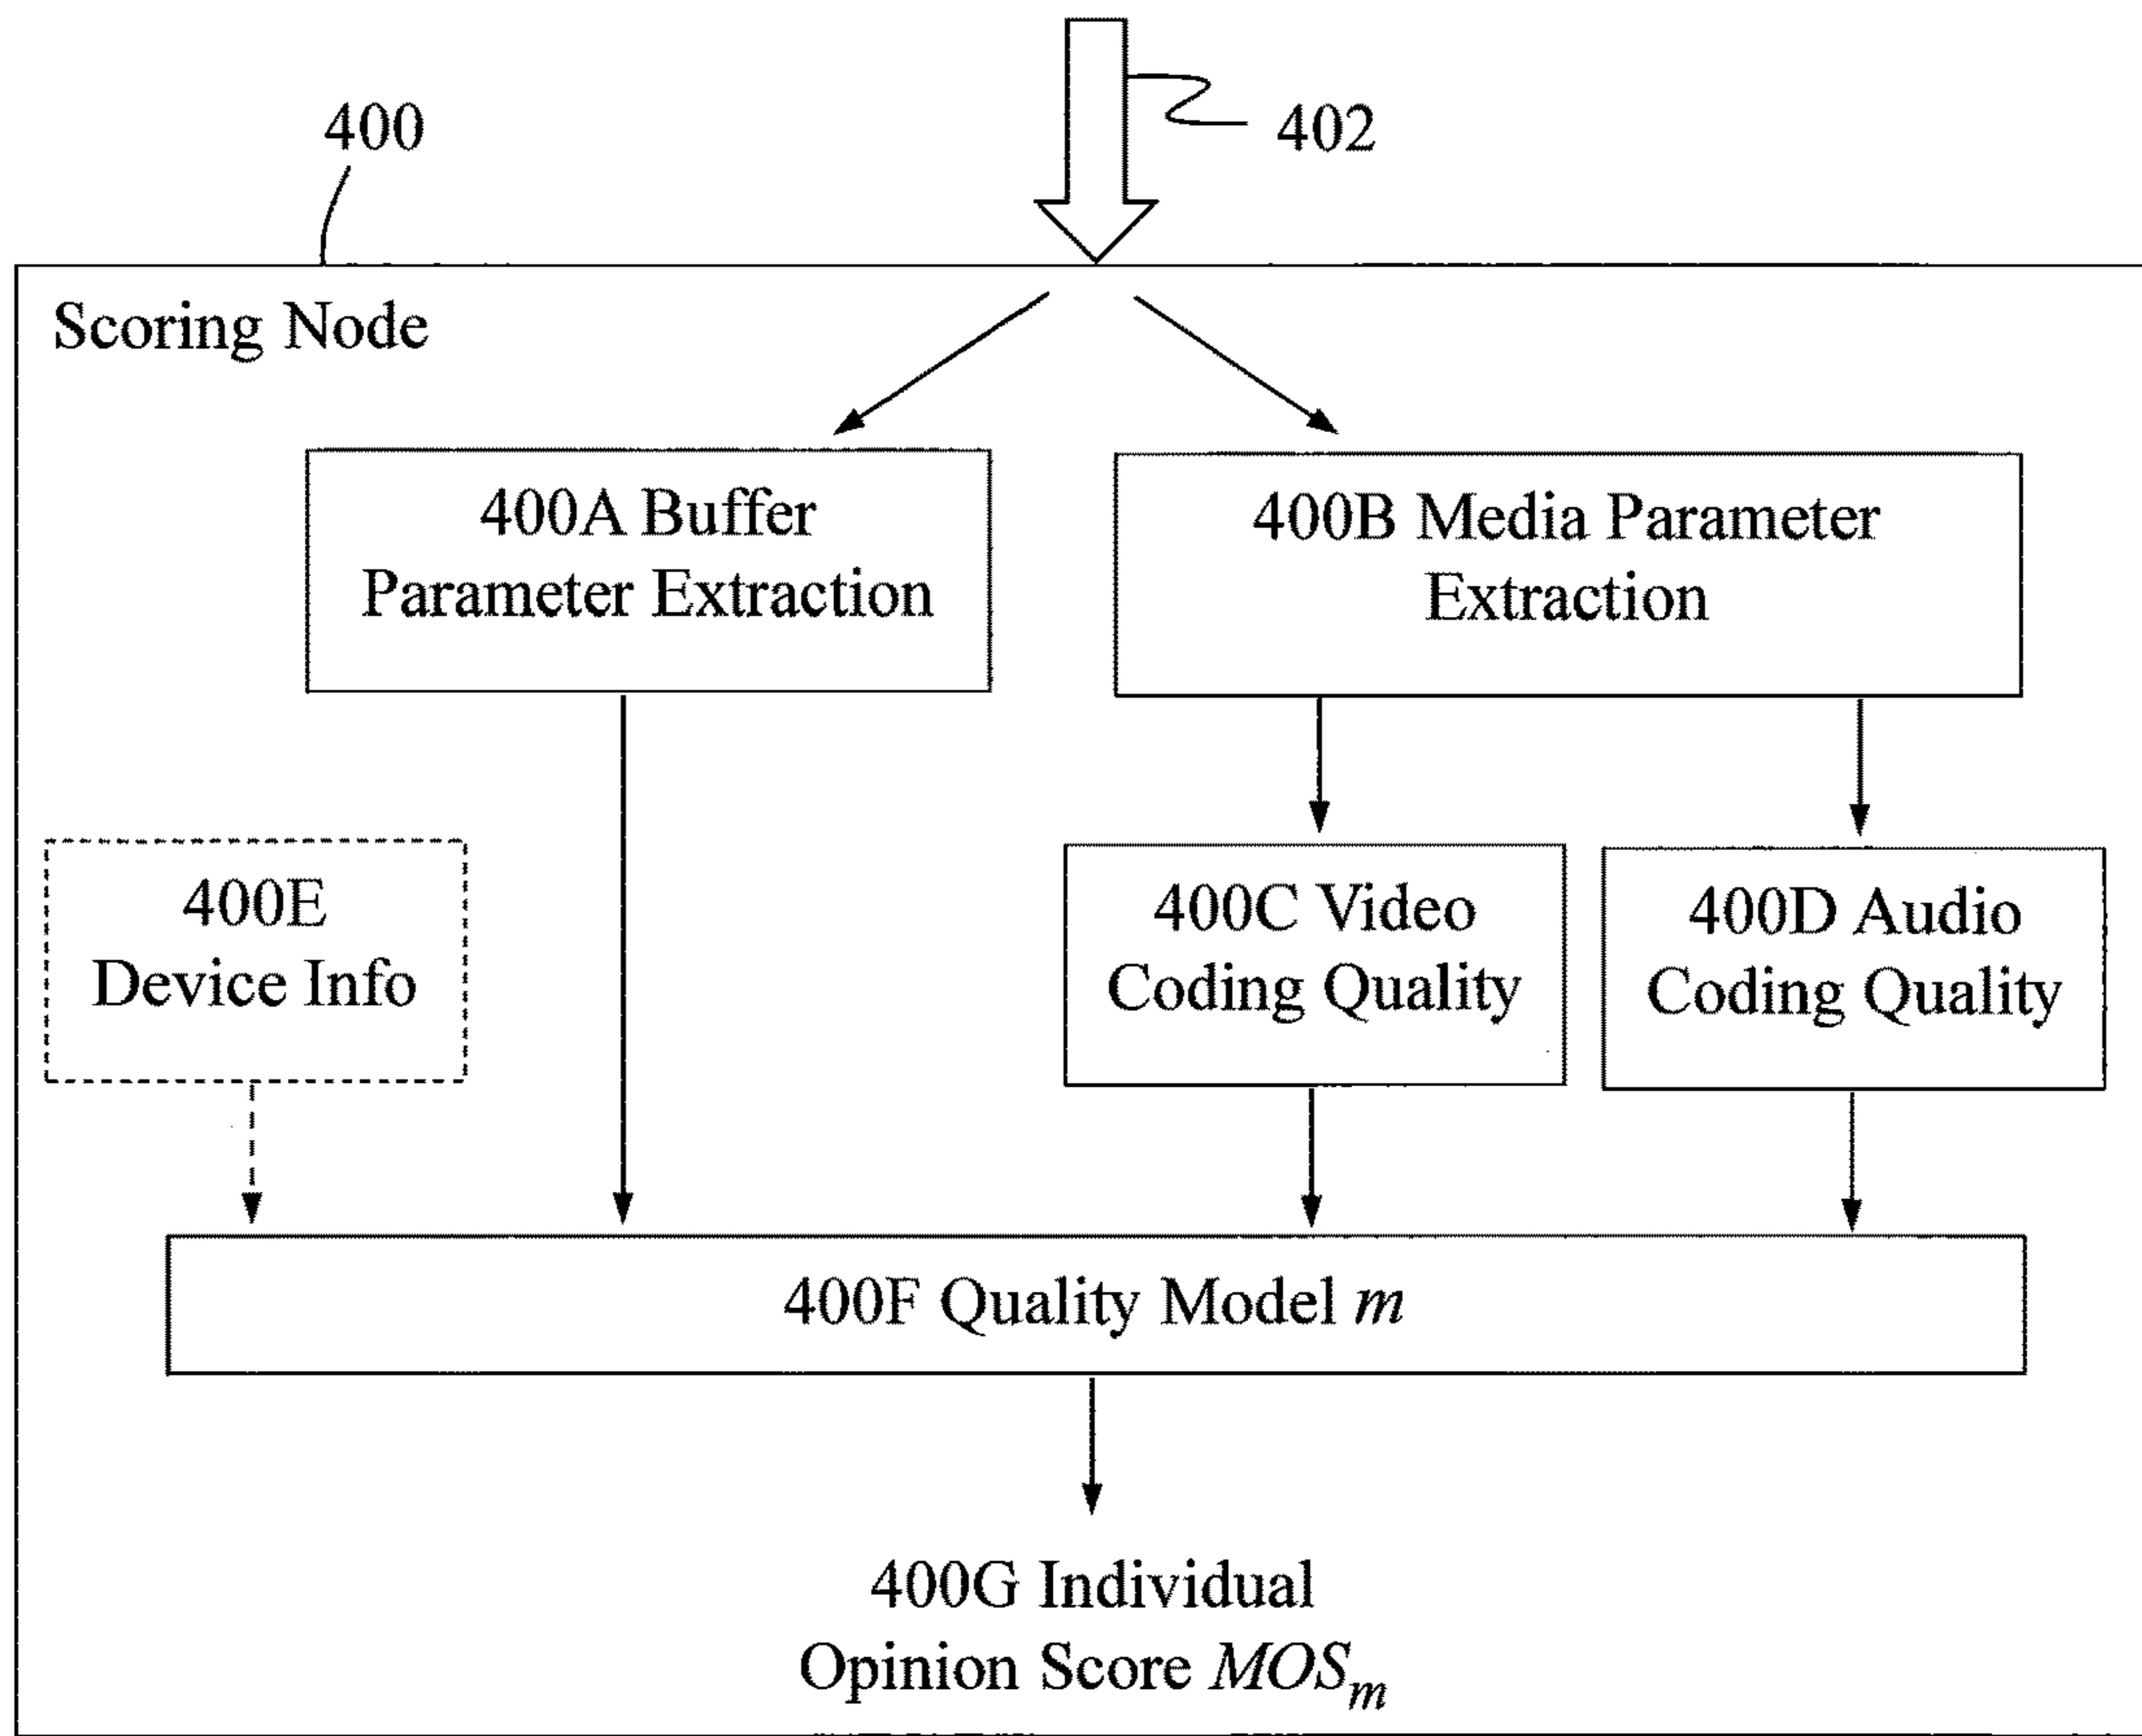 400
402
Scoring Node
400A Buffer
Parameter Extraction
400B Media Parameter
Extraction
400E
Device Info
400C Video
Coding Quality
400D Audio
Coding Quality
400F Quality Model m
400G Individual
Opinion Score MOSm